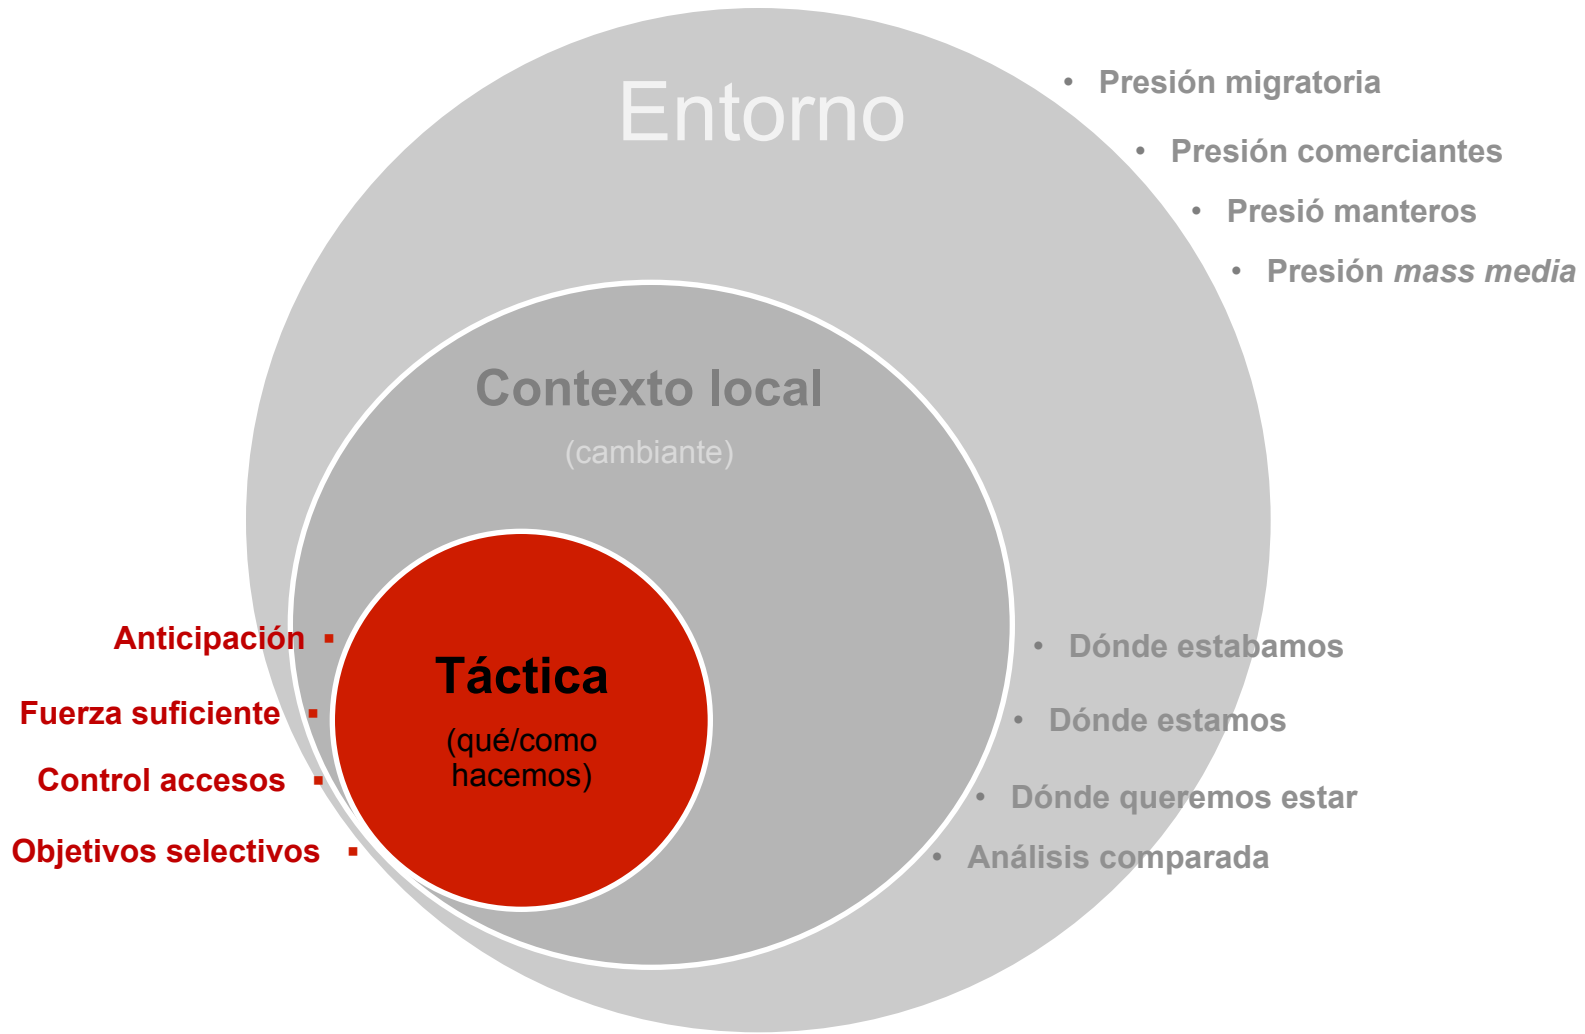 Entorno
• Presión migratoria
• Presión comerciantes
• Presió manteros
• Presión mass media
Contexto local
(cambiante)
Táctica
(qué/como
hacemos)
Anticipación ▪
Fuerza suficiente ▪
Control accesos ▪
Objetivos selectivos ▪
• Dónde estabamos
• Dónde estamos
• Dónde queremos estar
• Análisis comparada